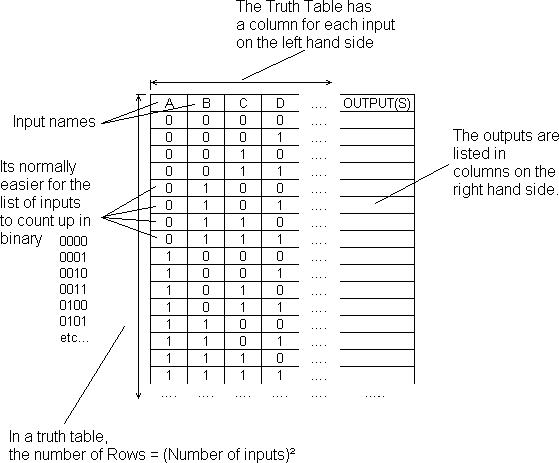 The Truth Table has
a column for each input
on the left hand side
A B C D .... OUTPUT(S)
0 0 0 0 ....
0 0 0 1 ....
0 0 1 0 ....
0 0 1 1 ....
0 1 0 0 ....
0 1 0 1 ....
0 1 1 0 ....
0 1 1 1 ....
1 0 0 0 ....
1 0 0 1 ....
1 0 1 0 ....
1 0 1 1 ....
1 1 0 0 ....
1 1 0 1 ....
1 1 1 0 ....
1 1 1 1 ....
.... .... .... .... .... .....
Input names
Its normally
easier for the
list of inputs
to count up in
binary
0000
0001
0010
0011
0100
0101
etc...
The outputs are
listed in
columns on the
right hand side.
In a truth table,
the number of Rows = (Number of inputs)²